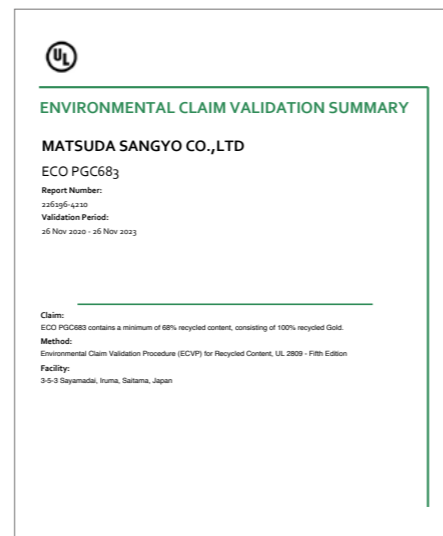 UL
ENVIRONMENTAL CLAIM VALIDATION SUMMARY
MATSUDA SANGYO CO.,LTD
ECO PGC683
Report Number:
226196-4210
Validation Period:
26 Nov 2020 - 26 Nov 2023
Claim:
ECO PGC683 contains a minimum of 68% recycled content, consisting of 100% recycled Gold.
Method:
Environmental Claim Validation Procedure (ECVP) for Recycled Content, UL 2809 - Fifth Edition
Facility:
3-5-3 Sayamadai, Iruma, Saitama, Japan